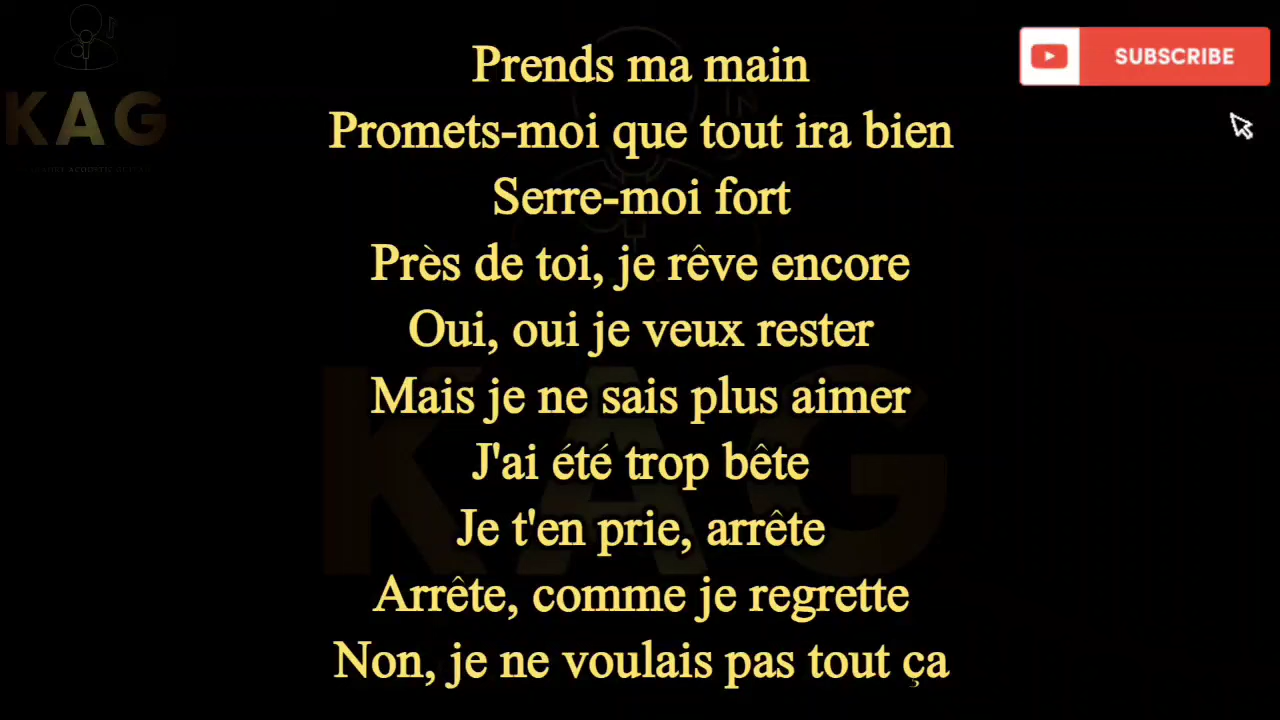 KAG
SUBSCRIBE
Prends ma main
Promets-moi que tout ira bien
Serre-moi fort
Près de toi, je rêve encore
Oui, oui je veux rester
Mais je ne sais plus aimer
J'ai été trop bête
Je t'en prie, arrête
Arrête, comme je regrette
Non, je ne voulais pas tout ça
KAG